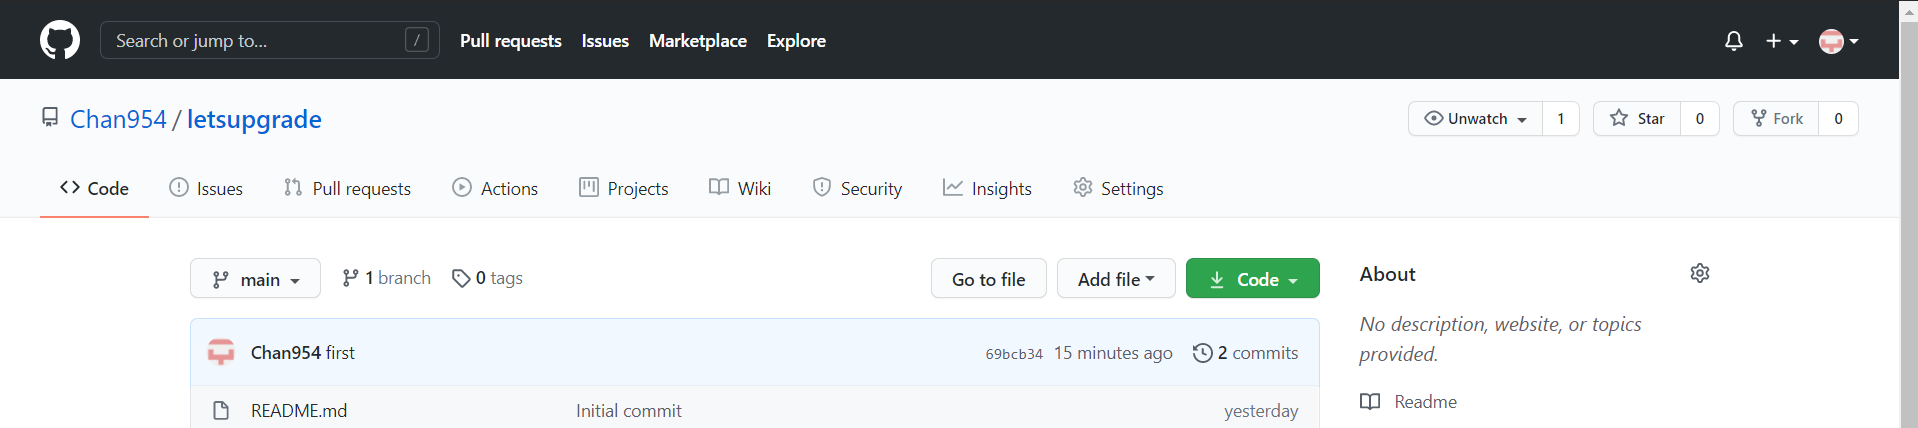 Search or jump to... / Pull requests Issues Marketplace Explore
Chan954 / letsupgrade Unwatch 1 Star 0 Fork 0
Code Issues Pull requests Actions Projects Wiki Security Insights Settings
main 1 branch 0 tags Go to file Add file Code About
No description, website, or topics
provided.
Chan954 first 69bcb34 15 minutes ago 2 commits
README.md Initial commit yesterday Readme